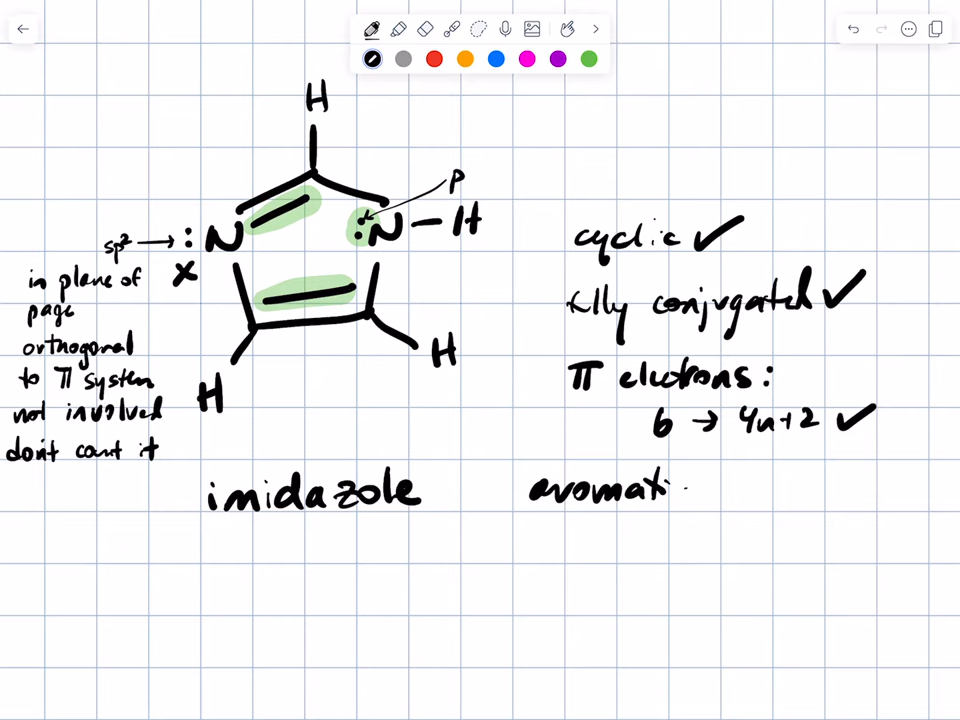 H
P
:N
:N-H
sp² → 
x
in plane of
page
orthogonal
to π system
not involved
don't count it
H
H
cyclic ✓
fully conjugated ✓
π electrons:
6 → 4n+2 ✓
imidazole
aromati